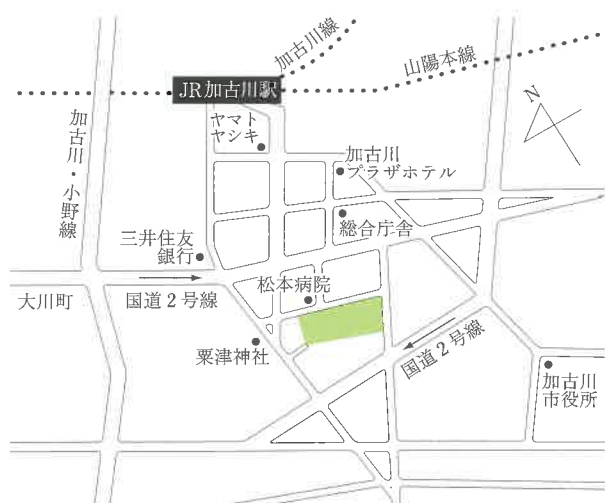 加古川線
山陽本線
JR加古川駅
N
ヤマト
ヤシキ
加古川
プラザホテル
加古川・小野線
総合庁舎
三井住友
銀行
松本病院
大川町
国道2号線
粟津神社
国道2号線
加古川
市役所